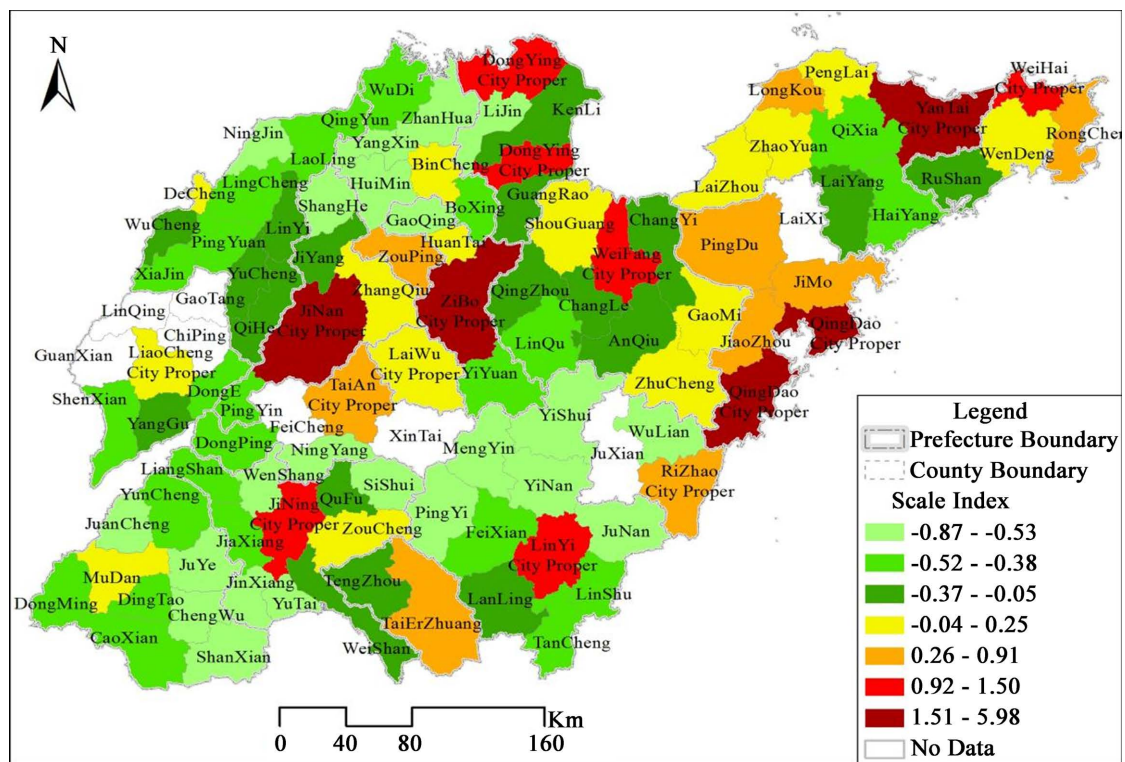 N
DongYing
City Proper
WuDi
LiJin
KenLi
ZhanHua
QingYun
NingJin
YangXin
LaoLing
BinCheng
DongYing
City Proper
HuiMin
DeCheng
LingCheng
ShangHe
GuangRao
BoXing
GaoQing
WuCheng
LinYi
ShouGuang
ChangYi
PingYuan
HuanTai
JiYang
ZouPing
WeiFang
City Proper
XiaJin
YuCheng
ZhangQiu
ZiBo
City Proper
QingZhou
GaoTang
JiNan
City Proper
ChangLe
LinQing
QiHe
ChiPing
AnQiu
LinQu
GuanXian
LiaoCheng
City Proper
LaiWu
City Proper
YiYuan
TaiAn
City Proper
DongE
ShenXian
PingYin
YangGu
FeiCheng
XinTai
DongPing
NingYang
MengYin
YiShui
WuLian
JuXian
LiangShan
WenShang
SiShui
YiNan
RiZhao
City Proper
YunCheng
JiNing
City Proper
QuFu
JuanCheng
PingYi
ZouCheng
FeiXian
JuNan
JiaXiang
LinYi
City Proper
JuYe
MuDan
JinXiang
TengZhou
LanLing
LinShu
DongMing
DingTao
ChengWu
YuTai
TaiErZhuang
CaoXian
WeiShan
TanCheng
ShanXian
PengLai
WeiHai
City Proper
LongKou
YanTai
City Proper
QiXia
RongChen
ZhaoYuan
WenDeng
LaiZhou
LaiYang
RuShan
LaiXi
HaiYang
PingDu
JiMo
GaoMi
QingDao
City Proper
JiaoZhou
ZhuCheng
QingDao
City Proper
Km
0 40 80 160
Legend
Prefecture Boundary
County Boundary
Scale Index
-0.87 - -0.53
-0.52 - -0.38
-0.37 - -0.05
-0.04 - 0.25
0.26 - 0.91
0.92 - 1.50
1.51 - 5.98
No Data